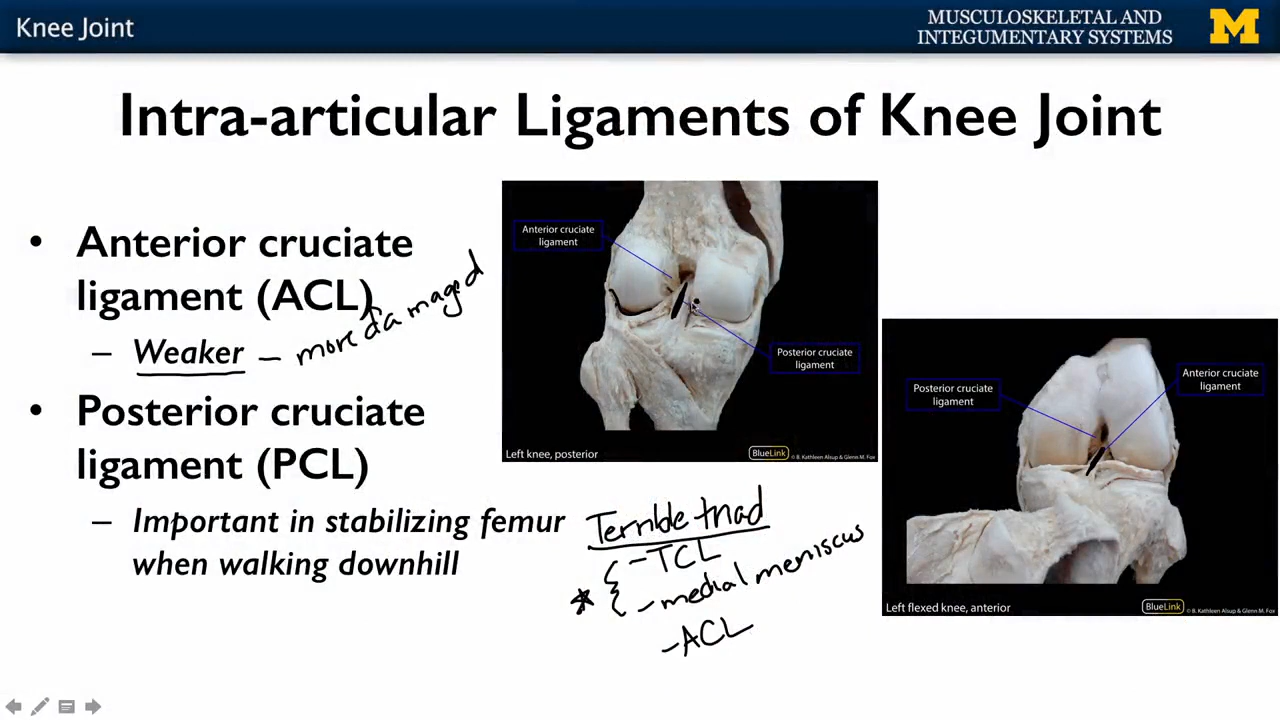 Knee Joint
MUSCULOSKELETAL AND
INTEGUMENTARY SYSTEMS
M
Intra-articular Ligaments of Knee Joint
• Anterior cruciate
ligament (ACL)
– Weaker – more damaged
• Posterior cruciate
ligament (PCL)
– Important in stabilizing femur
when walking downhill
Anterior cruciate
ligament
Posterior cruciate
ligament
Left knee, posterior
BlueLink
© B. Kathleen Alsup & Glenn M. Fox
Posterior cruciate
ligament
Anterior cruciate
ligament
Left flexed knee, anterior
BlueLink
© B. Kathleen Alsup & Glenn M. Fox
Terrible triad
- TCL
- medial meniscus
- ACL